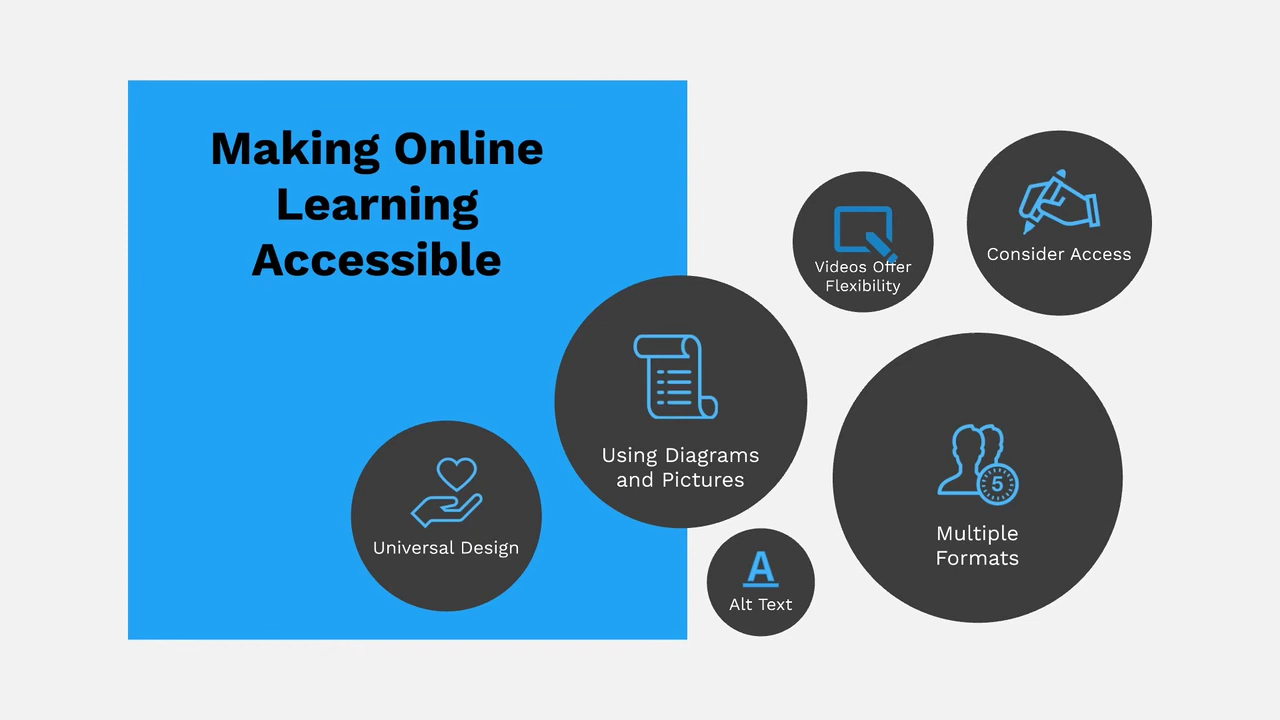 Making Online
Learning
Accessible
Universal Design
Using Diagrams
and Pictures
A
Alt Text
Videos Offer
Flexibility
Consider Access
5
Multiple
Formats